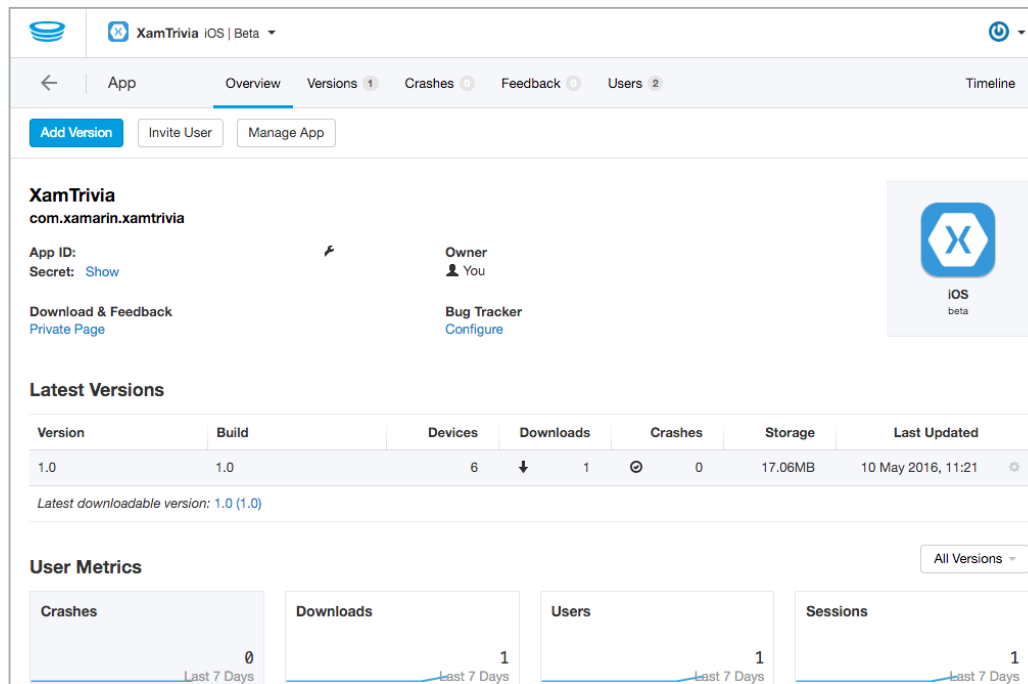 XamTrivia iOS | Beta
App Overview Versions 1 Crashes 0 Feedback 0 Users 2 Timeline
Add Version Invite User Manage App
XamTrivia
com.xamarin.xamtrivia
App ID: Owner
Secret: Show You
iOS
beta
Download & Feedback Bug Tracker
Private Page Configure
Latest Versions
Version Build Devices Downloads Crashes Storage Last Updated
1.0 1.0 6 1 0 17.06MB 10 May 2016, 11:21
Latest downloadable version: 1.0 (1.0)
User Metrics All Versions
Crashes Downloads Users Sessions
0 1 1 1
Last 7 Days Last 7 Days Last 7 Days Last 7 Days